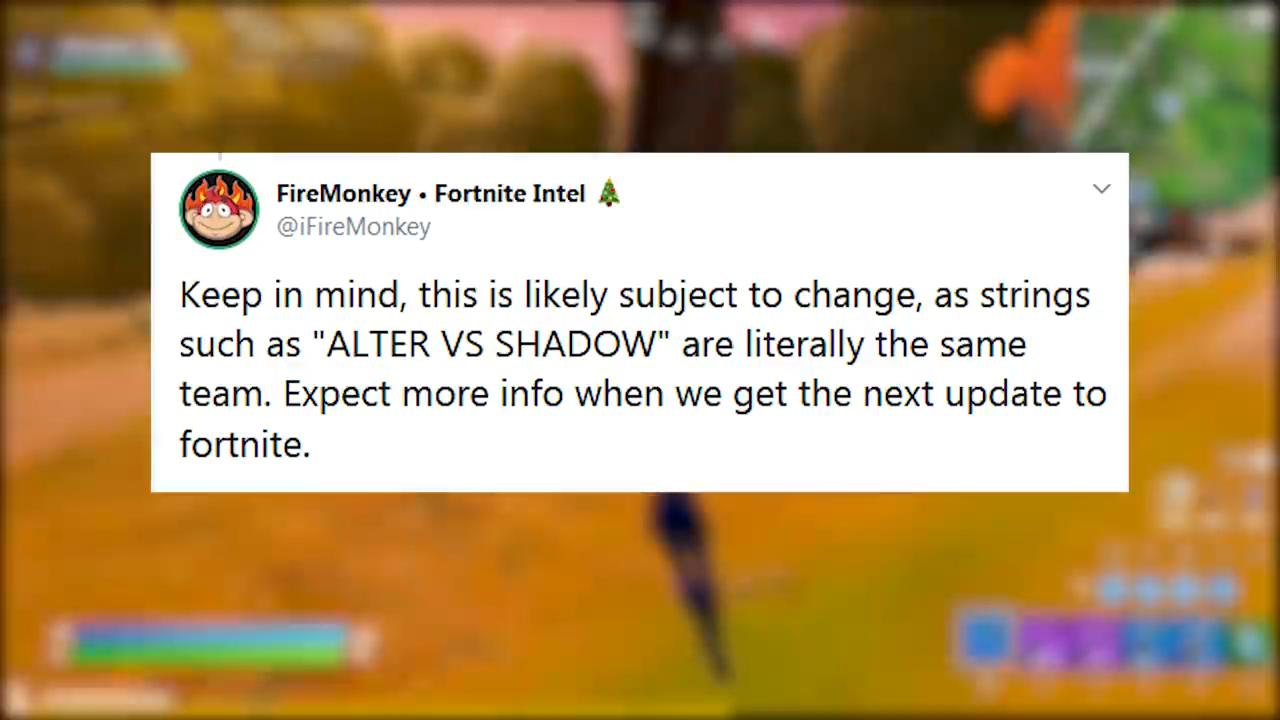 FireMonkey • Fortnite Intel 🎄
@iFireMonkey
Keep in mind, this is likely subject to change, as strings
such as "ALTER VS SHADOW" are literally the same
team. Expect more info when we get the next update to
fortnite.